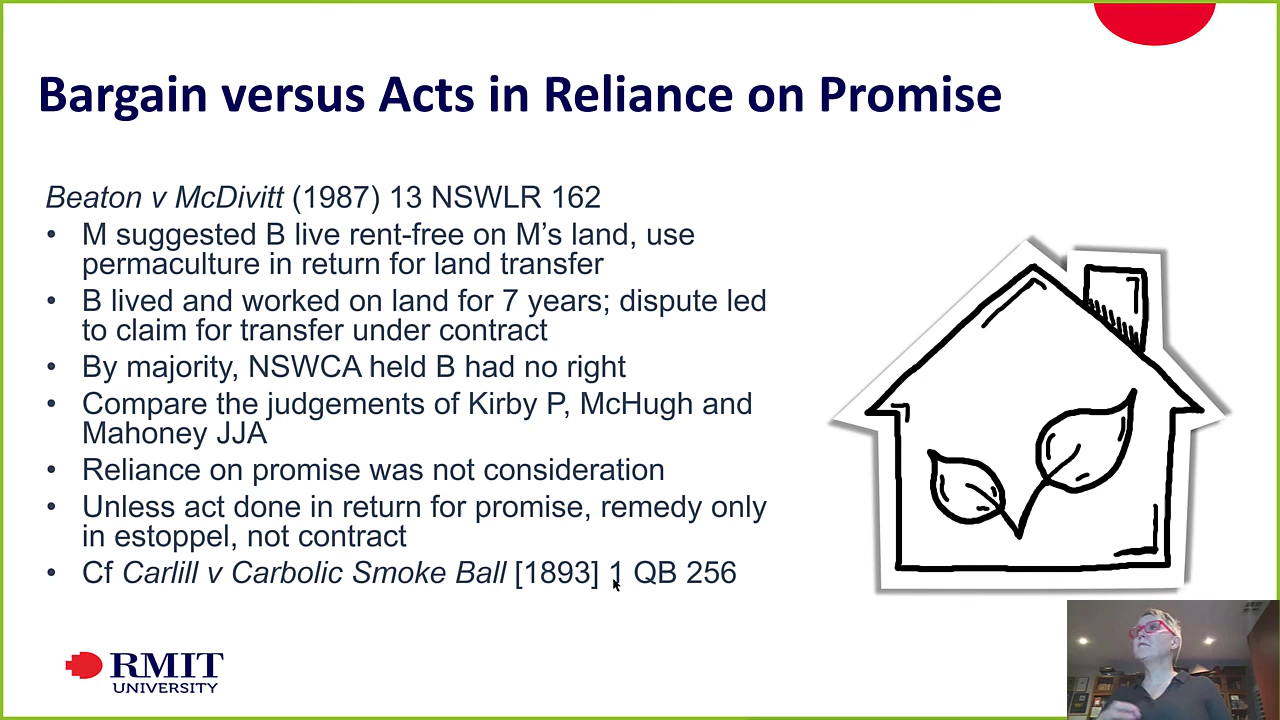 Bargain versus Acts in Reliance on Promise
Beaton v McDivitt (1987) 13 NSWLR 162
• M suggested B live rent-free on M’s land, use
permaculture in return for land transfer
• B lived and worked on land for 7 years; dispute led
to claim for transfer under contract
• By majority, NSWCA held B had no right
• Compare the judgements of Kirby P, McHugh and
Mahoney JJA
• Reliance on promise was not consideration
• Unless act done in return for promise, remedy only
in estoppel, not contract
• Cf Carlill v Carbolic Smoke Ball [1893] 1 QB 256
RMIT
UNIVERSITY